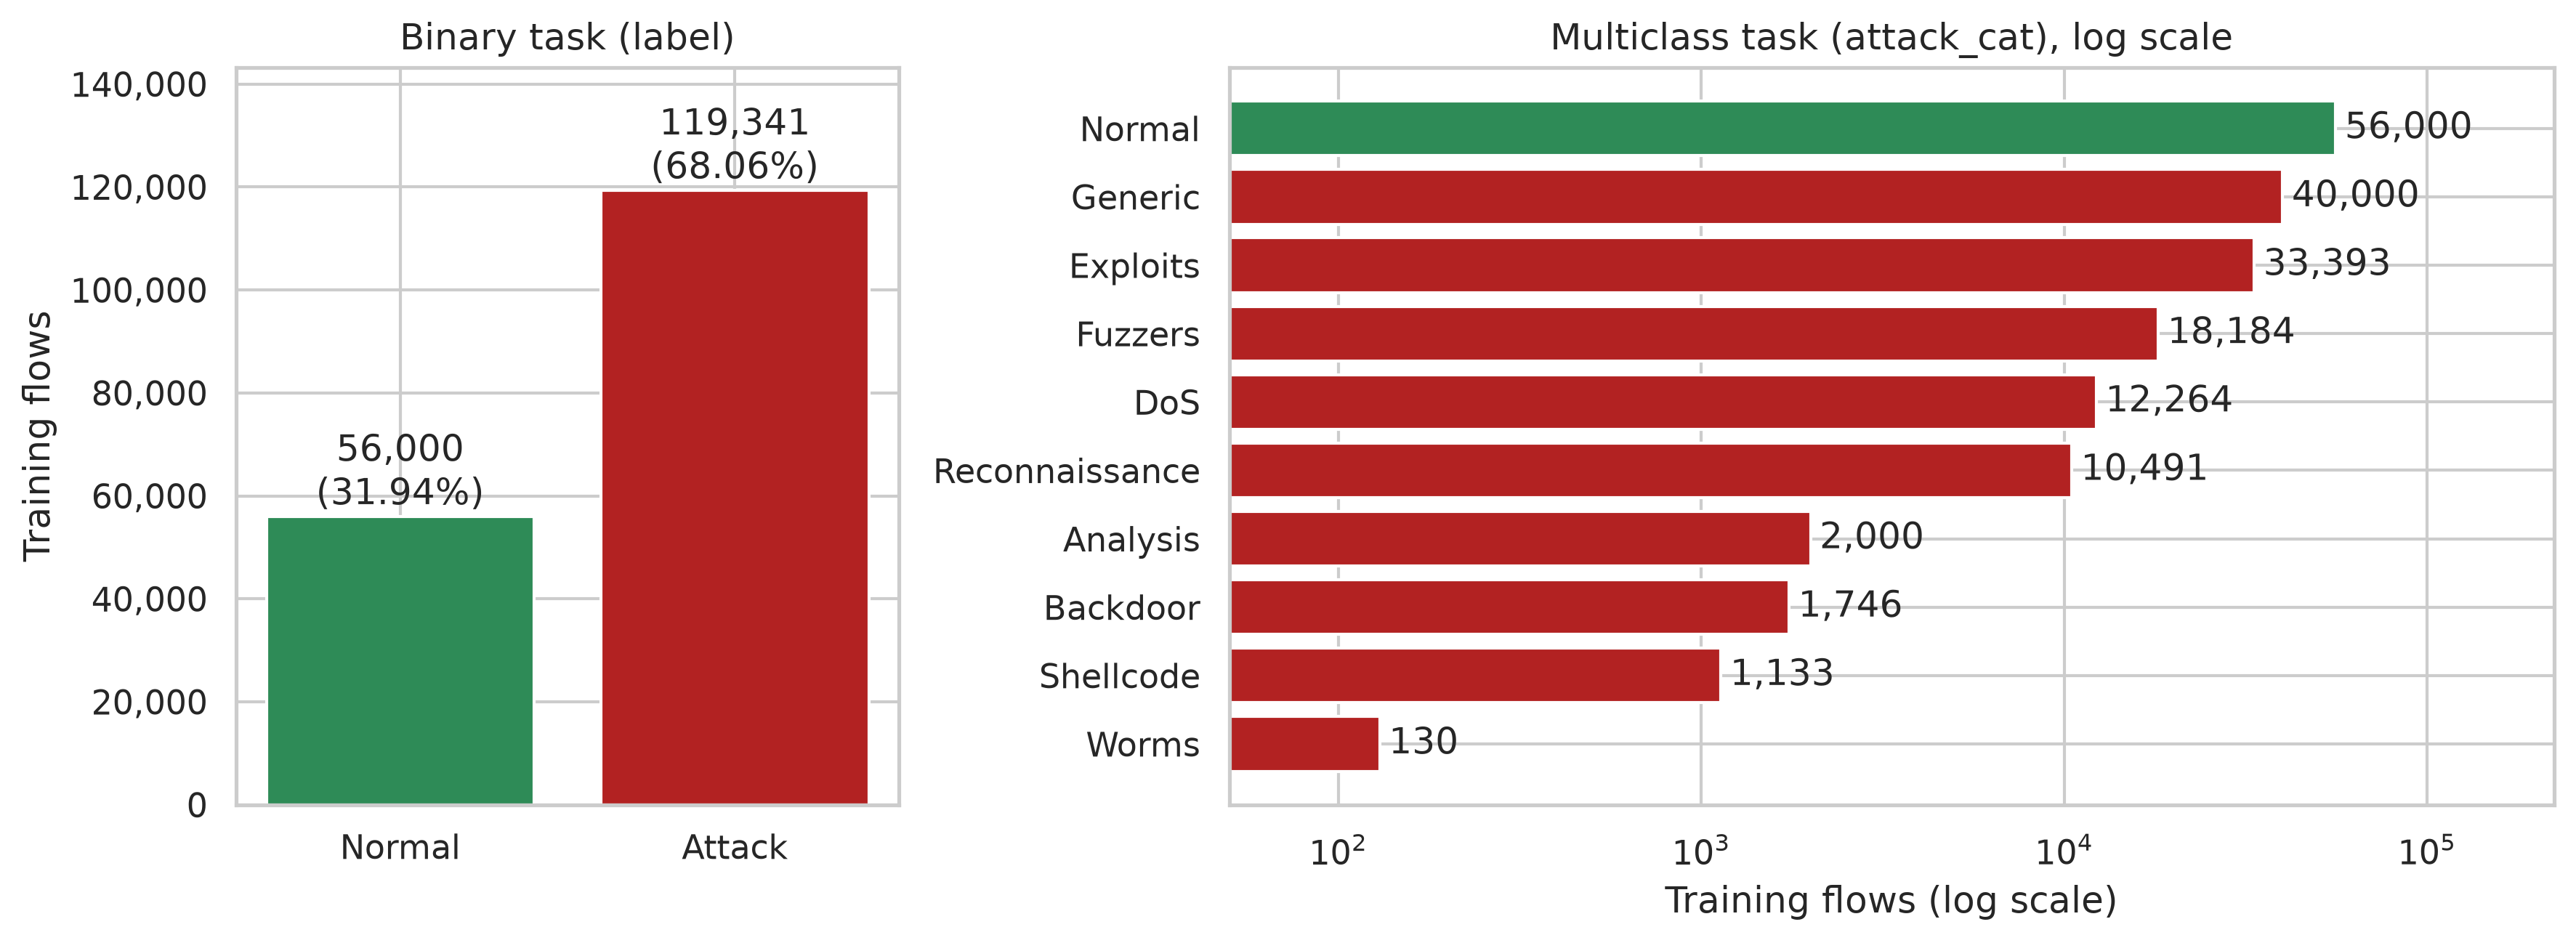 Binary task (label)
Training flows
140,000
120,000
100,000
80,000
60,000
40,000
20,000
0
56,000
(31.94%)
119,341
(68.06%)
Normal
Attack
Multiclass task (attack_cat), log scale
Normal
56,000
Generic
40,000
Exploits
33,393
Fuzzers
18,184
DoS
12,264
Reconnaissance
10,491
Analysis
2,000
Backdoor
1,746
Shellcode
1,133
Worms
130
10²
10³
10⁴
10⁵
Training flows (log scale)